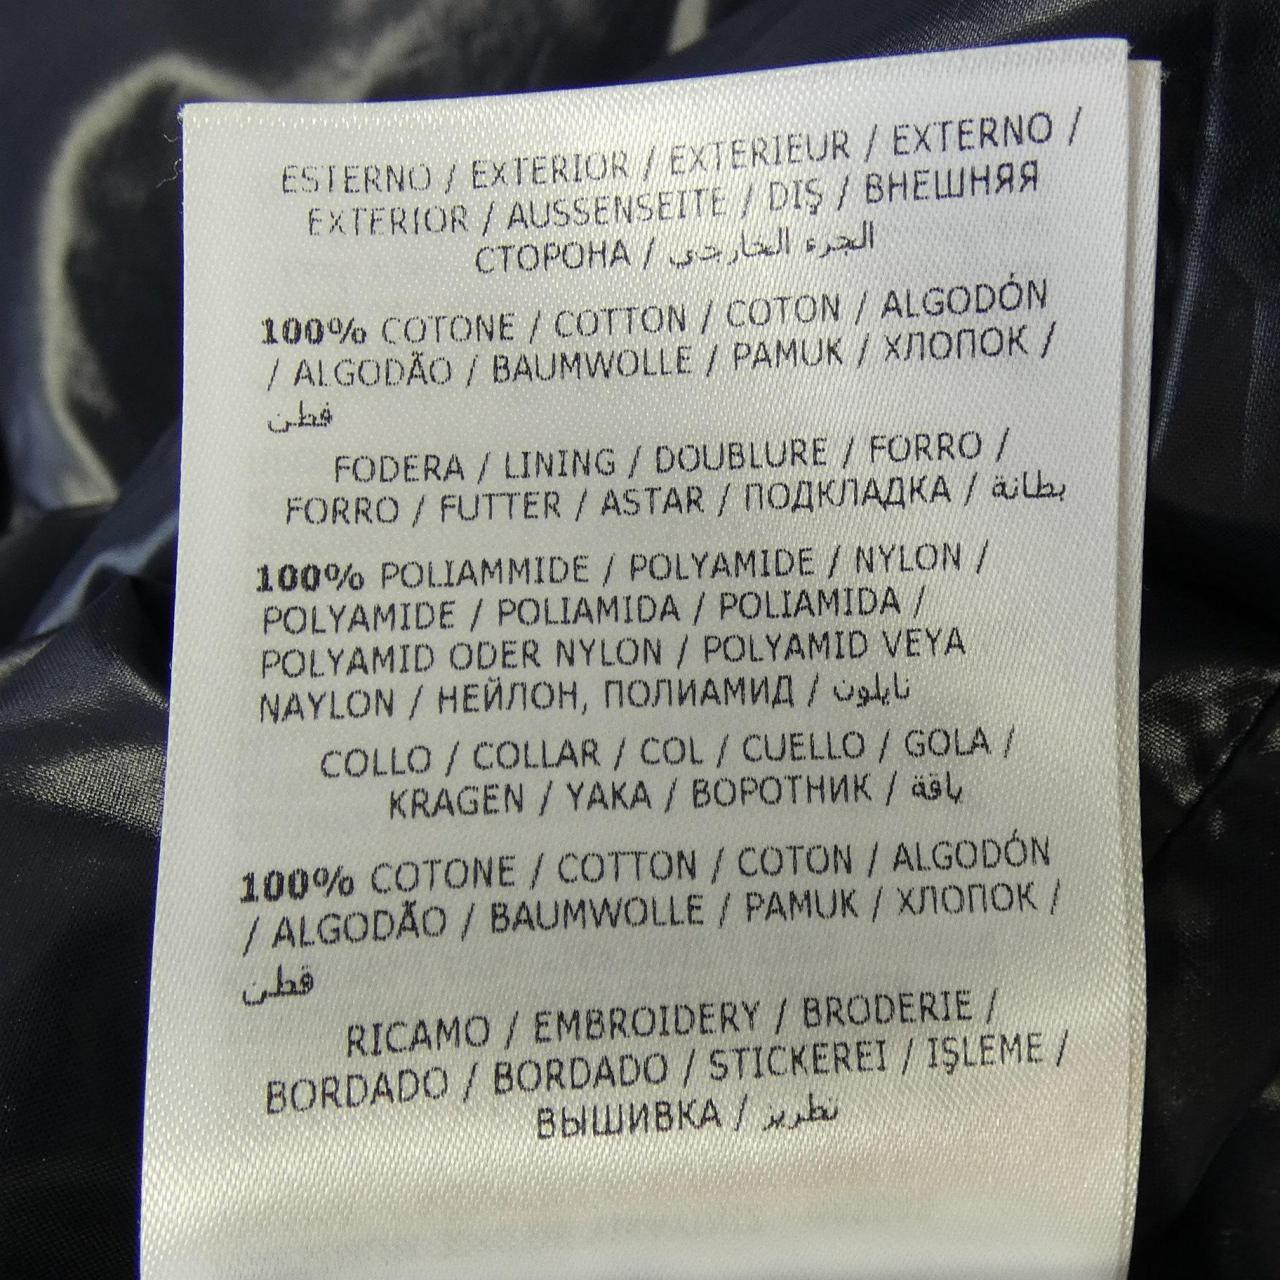 ESTERNO / EXTERIOR / EXTERIEUR / EXTERNO /
EXTERIOR / AUSSENSEITE / DIŞ / ВНЕШНЯЯ
СТОРОНА / الجزء الخارجي
100% COTONE / COTTON / COTON / ALGODÓN
/ ALGODÃO / BAUMWOLLE / PAMUK / ХЛОПОК /
قطن
FODERA / LINING / DOUBLURE / FORRO /
FORRO / FUTTER / ASTAR / ПОДКЛАДКА / بطانة
100% POLIAMMIDE / POLYAMIDE / NYLON /
POLYAMIDE / POLIAMIDA / POLIAMIDA /
POLYAMID ODER NYLON / POLYAMID VEYA
NAYLON / НЕЙЛОН, ПОЛИАМИД / نايلون
COLLO / COLLAR / COL / CUELLO / GOLA /
KRAGEN / YAKA / ВОРОТНИК / ياقة
100% COTONE / COTTON / COTON / ALGODÓN
/ ALGODÃO / BAUMWOLLE / PAMUK / ХЛОПОК /
قطن
RICAMO / EMBROIDERY / BRODERIE /
BORDADO / BORDADO / STICKEREI / IŞLEME /
ВЫШИВКА / تطريز